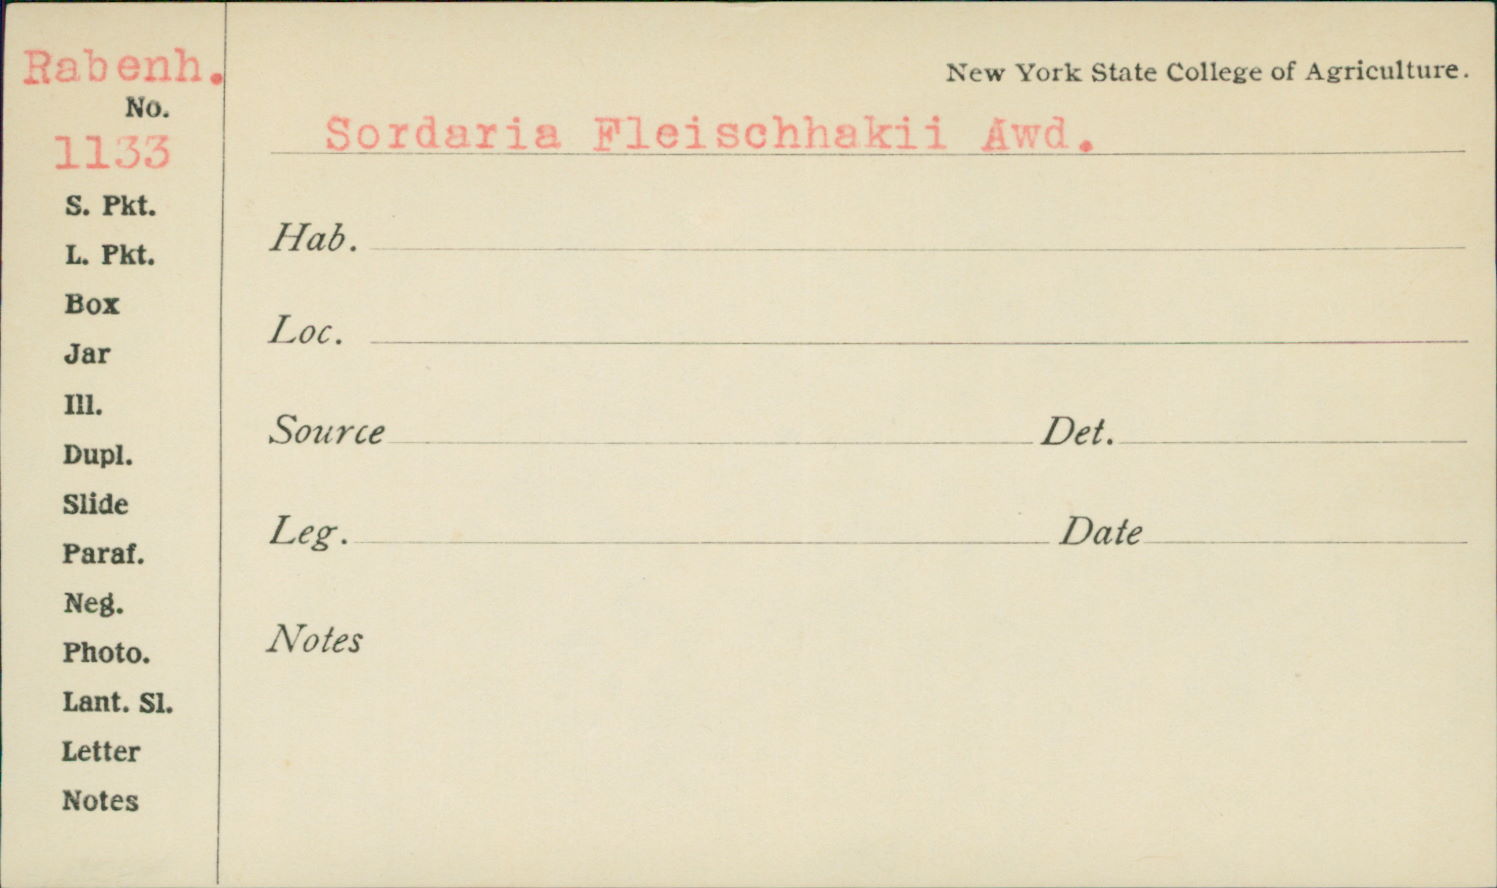 Rabenh.
No.
1133
S. Pkt.
L. Pkt.
Box
Jar
Ill.
Dupl.
Slide
Paraf.
Neg.
Photo.
Lant. Sl.
Letter
Notes
New York State College of Agriculture.
Sordaria Fleischhakii Awd.
Hab.
Loc.
Source Det.
Leg. Date
Notes